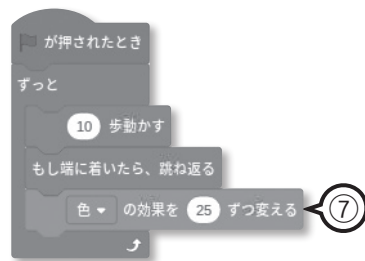 が押されたとき
ずっと
10 歩動かす
もし端に着いたら、跳ね返る
色 の効果を 25 ずつ変える ⑦